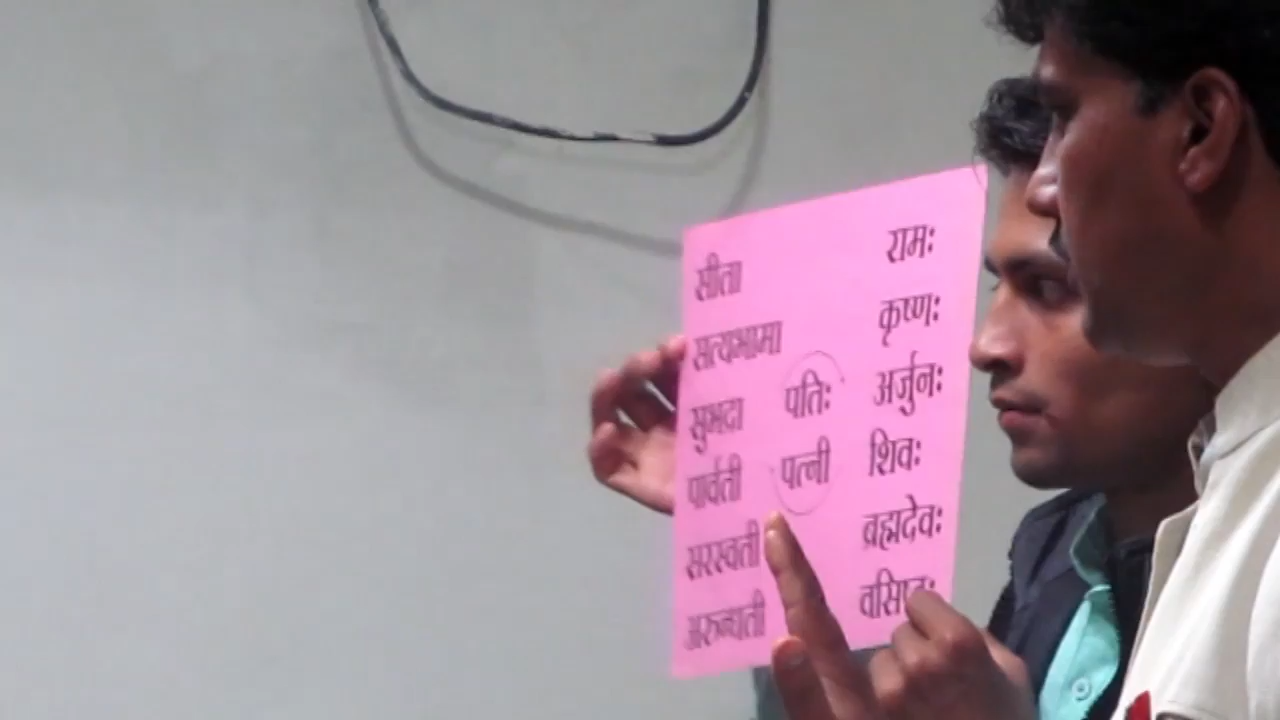 सीता रामः
सत्यभामा कृष्णः
सुभद्रा पतिः अर्जुनः
पार्वती पत्नी शिवः
सरस्वती ब्रह्मदेवः
अरुन्धती